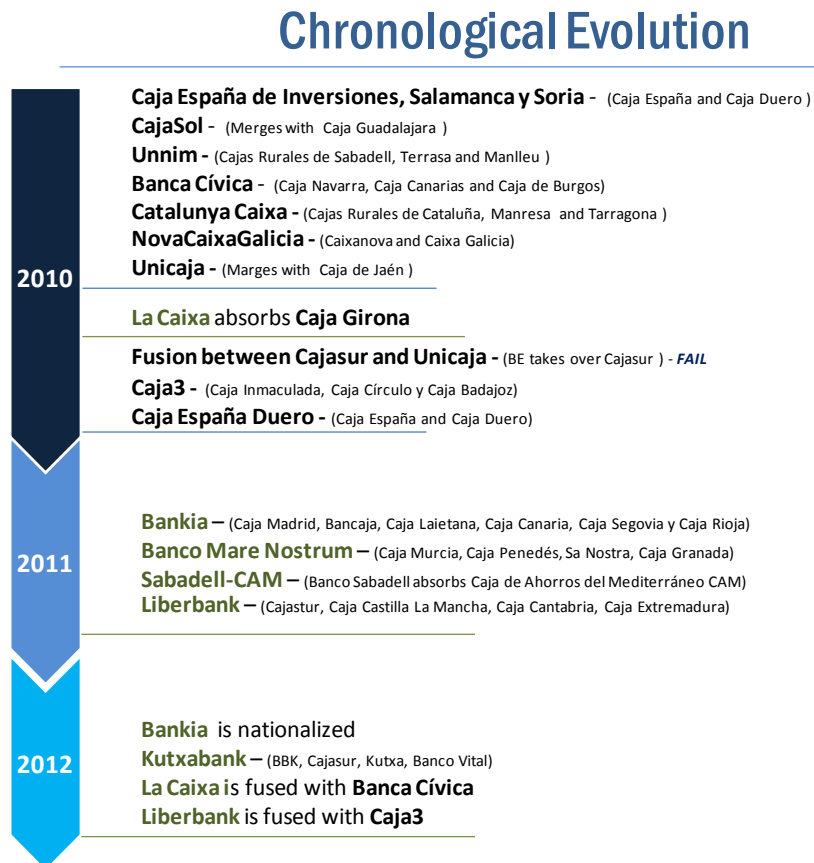 Chronological Evolution
Caja España de Inversiones, Salamanca y Soria - (Caja España and Caja Duero )
CajaSol - (Merges with Caja Guadalajara )
Unnim - (Cajas Rurales de Sabadell, Terrasa and Manlleu )
Banca Cívica - (Caja Navarra, Caja Canarias and Caja de Burgos)
Catalunya Caixa - (Cajas Rurales de Cataluña, Manresa and Tarragona )
NovaCaixaGalicia - (Caixanova and Caixa Galicia)
Unicaja - (Marges with Caja de Jaén )
2010
La Caixa absorbs Caja Girona
Fusion between Cajasur and Unicaja - (BE takes over Cajasur ) - FAIL
Caja3 - (Caja Inmaculada, Caja Círculo y Caja Badajoz)
Caja España Duero - (Caja España and Caja Duero)
2011
Bankia – (Caja Madrid, Bancaja, Caja Laietana, Caja Canaria, Caja Segovia y Caja Rioja)
Banco Mare Nostrum – (Caja Murcia, Caja Penedés, Sa Nostra, Caja Granada)
Sabadell-CAM – (Banco Sabadell absorbs Caja de Ahorros del Mediterráneo CAM)
Liberbank – (Cajastur, Caja Castilla La Mancha, Caja Cantabria, Caja Extremadura)
2012
Bankia is nationalized
Kutxabank – (BBK, Cajasur, Kutxa, Banco Vital)
La Caixa is fused with Banca Cívica
Liberbank is fused with Caja3